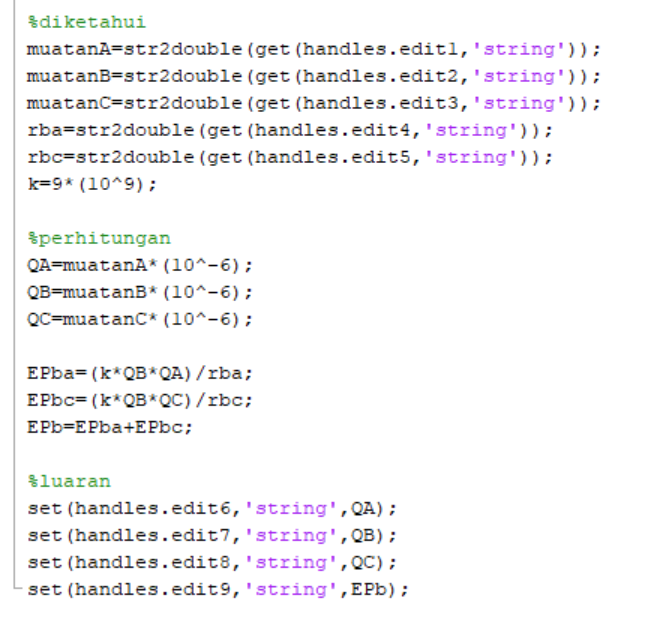 %diketahui
muatanA=str2double(get(handles.edit1,'string'));
muatanB=str2double(get(handles.edit2,'string'));
muatanC=str2double(get(handles.edit3,'string'));
rba=str2double(get(handles.edit4,'string'));
rbc=str2double(get(handles.edit5,'string'));
k=9*(10^9);
%perhitungan
QA=muatanA*(10^-6);
QB=muatanB*(10^-6);
QC=muatanC*(10^-6);
EPba=(k*QB*QA)/rba;
EPbc=(k*QB*QC)/rbc;
EPb=EPba+EPbc;
%luaran
set(handles.edit6,'string',QA);
set(handles.edit7,'string',QB);
set(handles.edit8,'string',QC);
set(handles.edit9,'string',EPb);